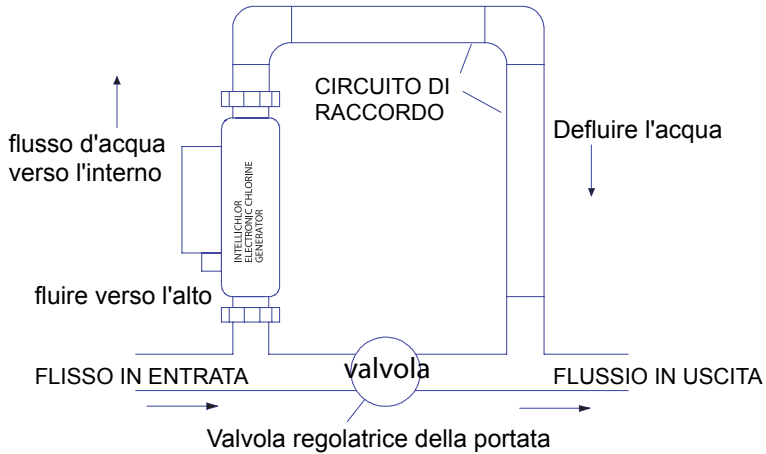 CIRCUITO DI
RACCORDO
flusso d'acqua
verso l'interno
Defluire l'acqua
INTELLICHLOR
ELECTRONIC CHLORINE
GENERATOR
fluire verso l'alto
valvola
FLISSO IN ENTRATA
FLUSSIO IN USCITA
Valvola regolatrice della portata